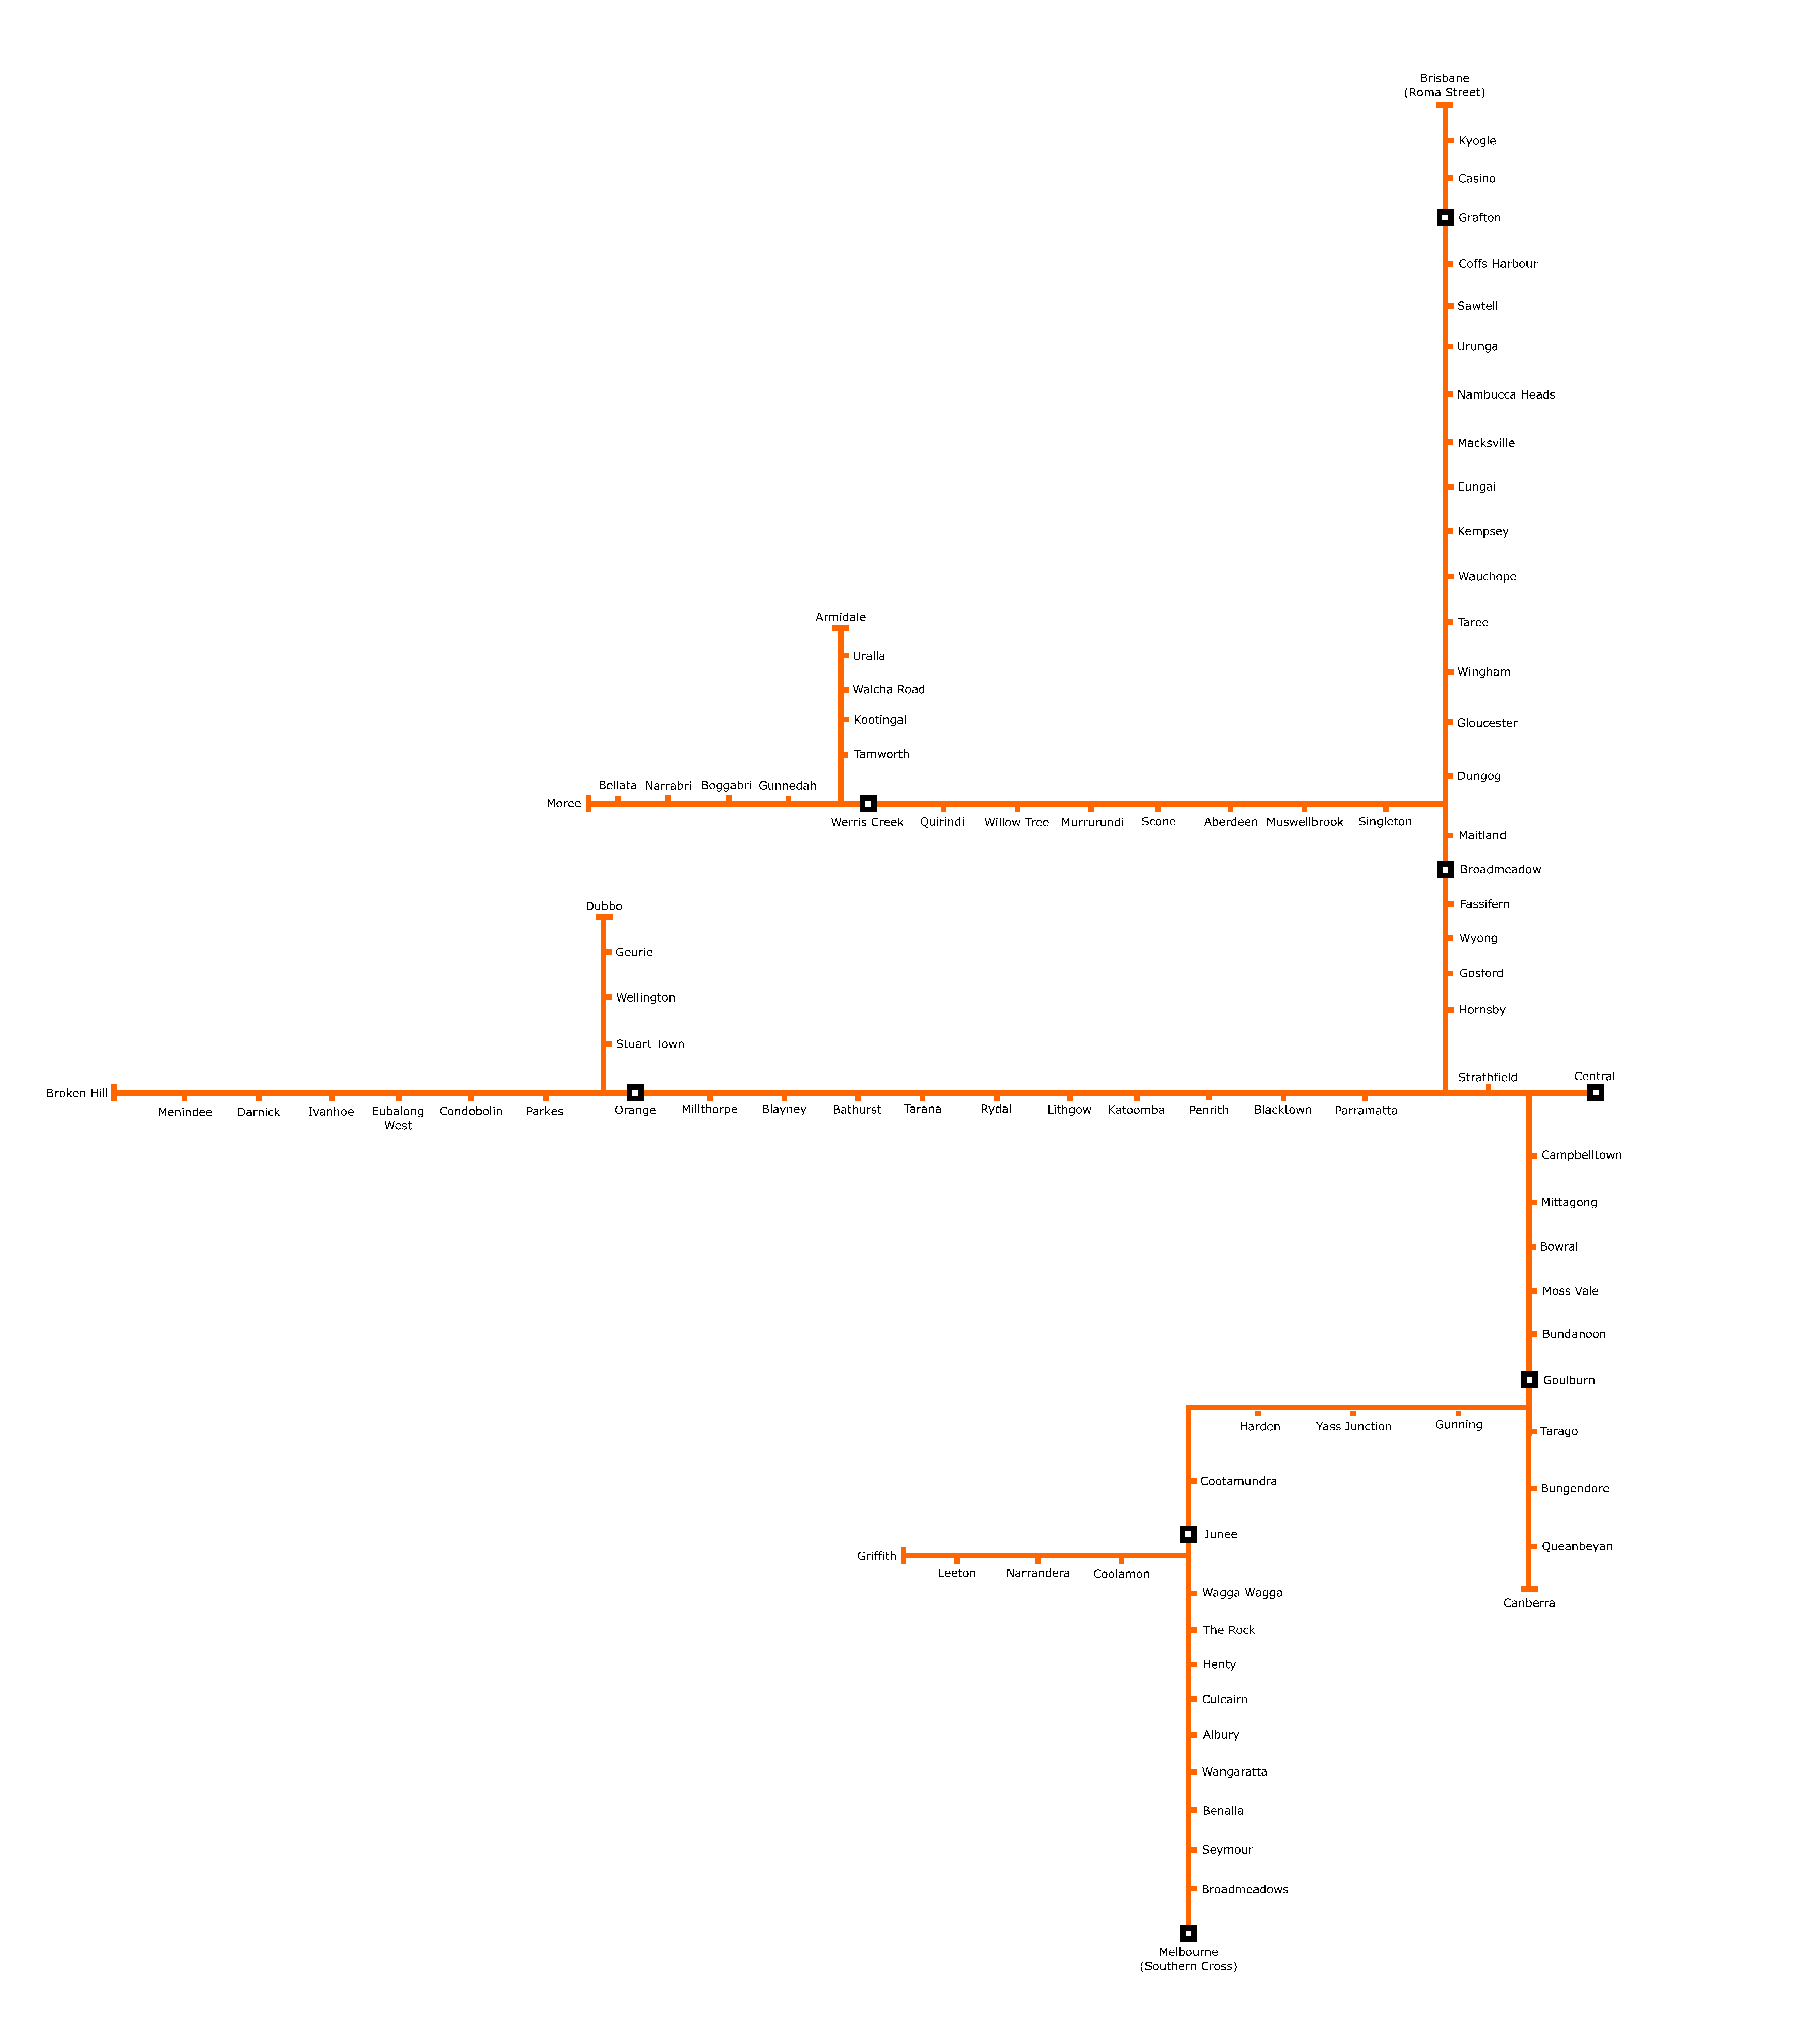 Brisbane
(Roma Street)
Kyogle
Casino
Grafton
Coffs Harbour
Sawtell
Urunga
Nambucca Heads
Macksville
Eungai
Kempsey
Wauchope
Taree
Wingham
Gloucester
Dungog
Armidale
Uralla
Walcha Road
Kootingal
Tamworth
Moree
Bellata
Narrabri
Boggabri
Gunnedah
Werris Creek
Quirindi
Willow Tree
Murrurundi
Scone
Aberdeen
Muswellbrook
Singleton
Maitland
Broadmeadow
Fassifern
Wyong
Gosford
Hornsby
Dubbo
Geurie
Wellington
Stuart Town
Strathfield
Central
Broken Hill
Menindee
Darnick
Ivanhoe
Eubalong
West
Condobolin
Parkes
Orange
Millthorpe
Blayney
Bathurst
Tarana
Rydal
Lithgow
Katoomba
Penrith
Blacktown
Parramatta
Campbelltown
Mittagong
Bowral
Moss Vale
Bundanoon
Goulburn
Harden
Yass Junction
Gunning
Tarago
Bungendore
Queanbeyan
Canberra
Cootamundra
Junee
Griffith
Leeton
Narrandera
Coolamon
Wagga Wagga
The Rock
Henty
Culcairn
Albury
Wangaratta
Benalla
Seymour
Broadmeadows
Melbourne
(Southern Cross)